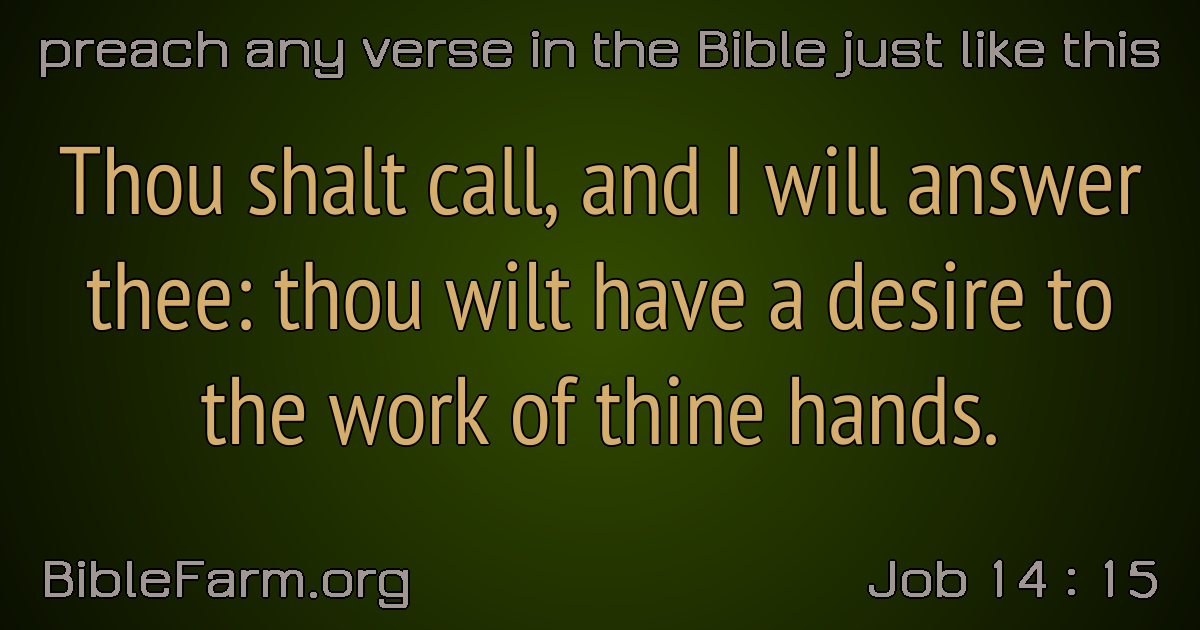 preach any verse in the Bible just like this
Thou shalt call, and I will answer
thee: thou wilt have a desire to
the work of thine hands.
BibleFarm.org
Job 14 : 15